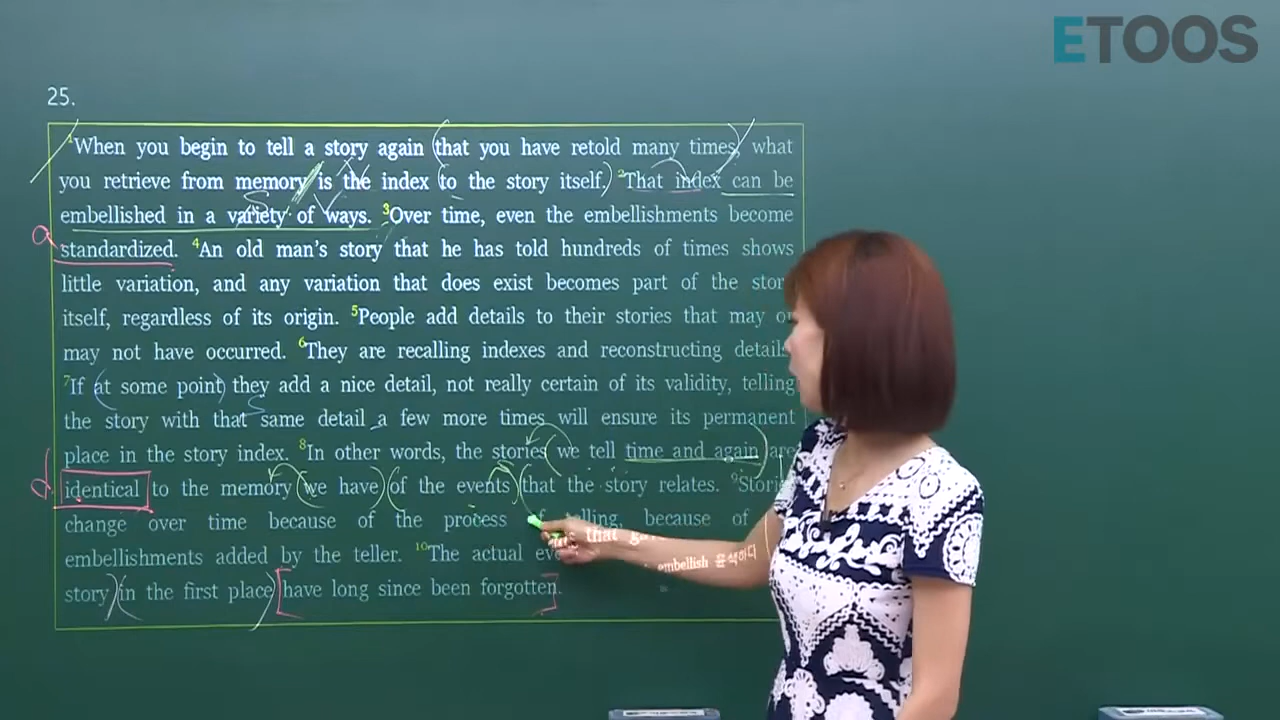 ETOOS
25.
1When you begin to tell a story again that you have retold many times, what
you retrieve from memory is the index to the story itself. 2That index can be
embellished in a variety of ways. 3Over time, even the embellishments become
a
standardized. 4An old man's story that he has told hundreds of times shows
little variation, and any variation that does exist becomes part of the
itself, regardless of its origin. 5People add details to their stories that may
may not have occurred. 6They are recalling indexes and reconstructing details.
7If at some point they add a nice detail, not really certain of its validity, telling
the story with that same detail a few more times will ensure its permanent
place in the story index. 8In other words, the stories we tell time and again are
d
identical to the memory we have of the events that the story relates. 9
change over time because of the process of telling, because of
embellishments added by the teller. 10The actual
that
embellish 윤색하다
story in the first place have long since been forgotten.